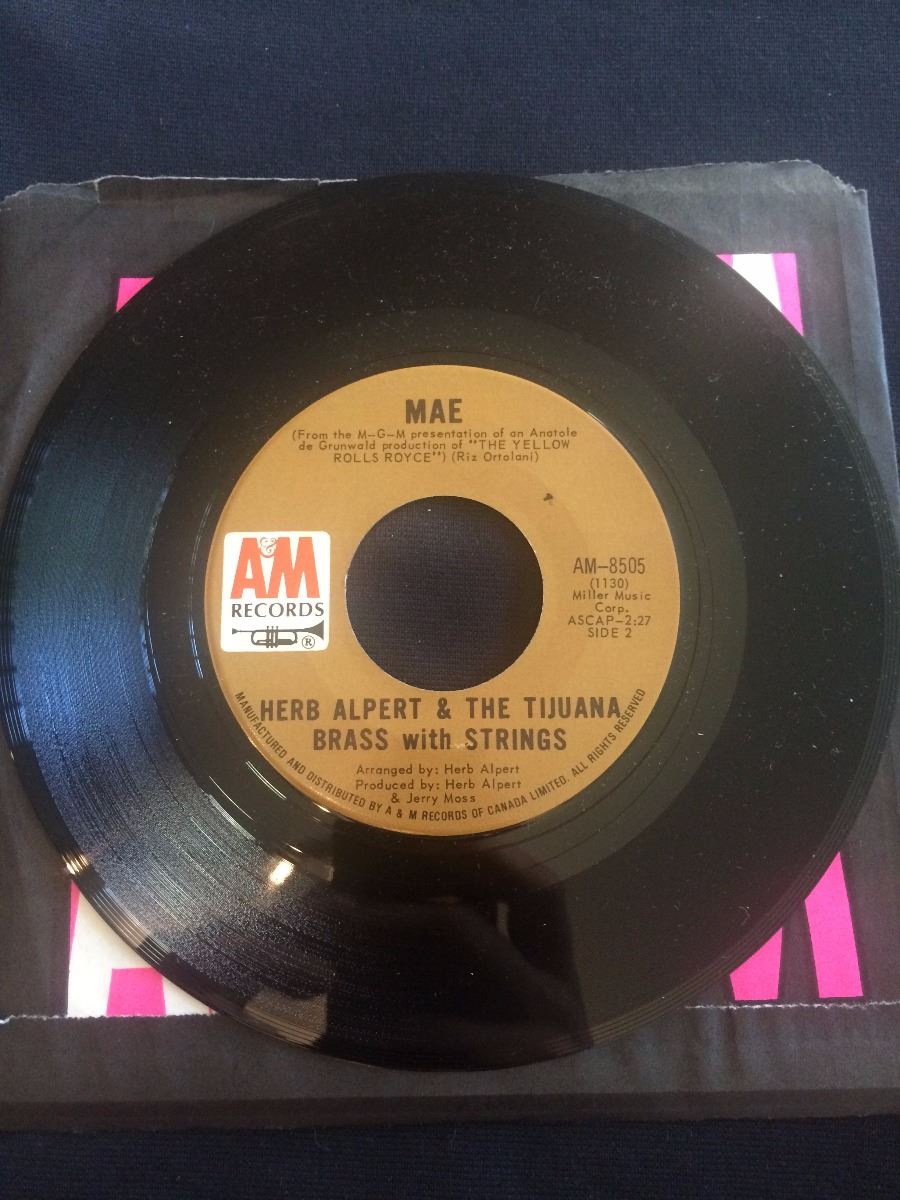 MAE
(From the M-G-M presentation of an Anatole
de Grunwald production of "THE YELLOW
ROLLS ROYCE") (Riz Ortolani)
A&M
RECORDS
®
AM-8505
(1130)
Miller Music
Corp.
ASCAP-2:27
SIDE 2
HERB ALPERT & THE TIJUANA
BRASS with STRINGS
Arranged by: Herb Alpert
Produced by: Herb Alpert
& Jerry Moss
MANUFACTURED AND DISTRIBUTED BY A & M RECORDS OF CANADA LIMITED. ALL RIGHTS RESERVED